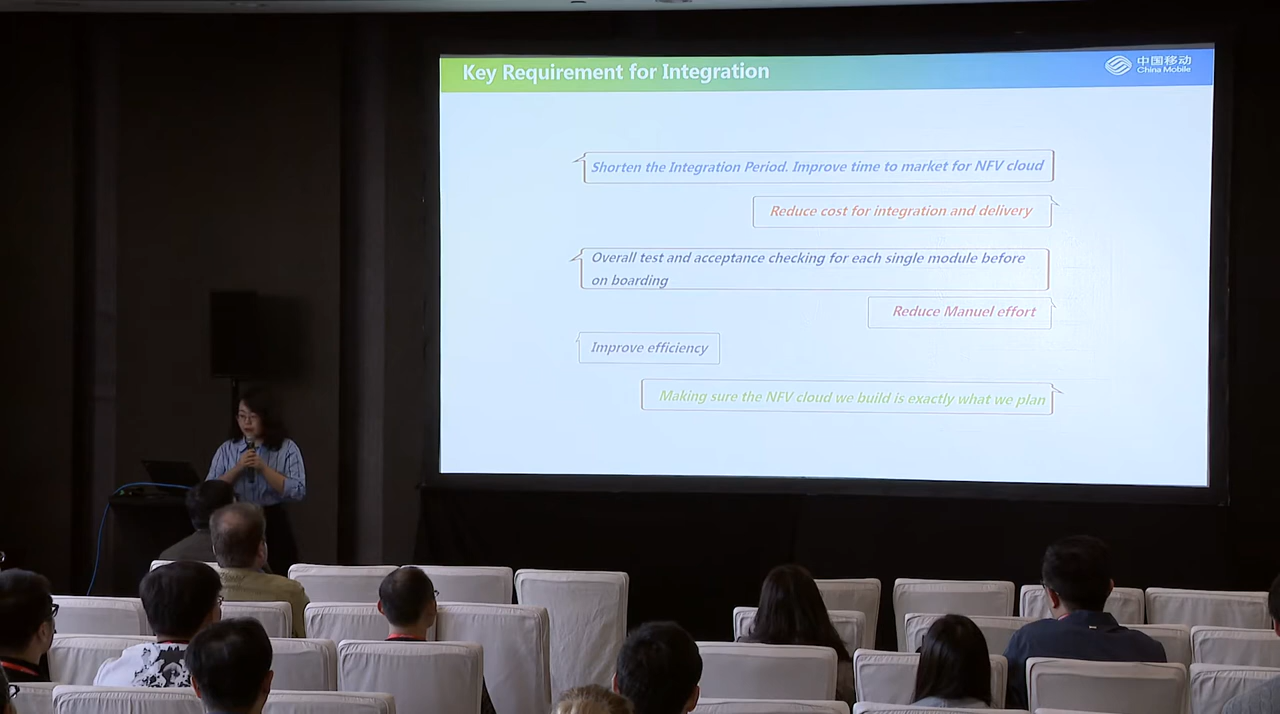 Key Requirement for Integration
中国移动
China Mobile
Shorten the Integration Period. Improve time to market for NFV cloud
Reduce cost for integration and delivery
Overall test and acceptance checking for each single module before
on boarding
Reduce Manuel effort
Improve efficiency
Making sure the NFV cloud we build is exactly what we plan